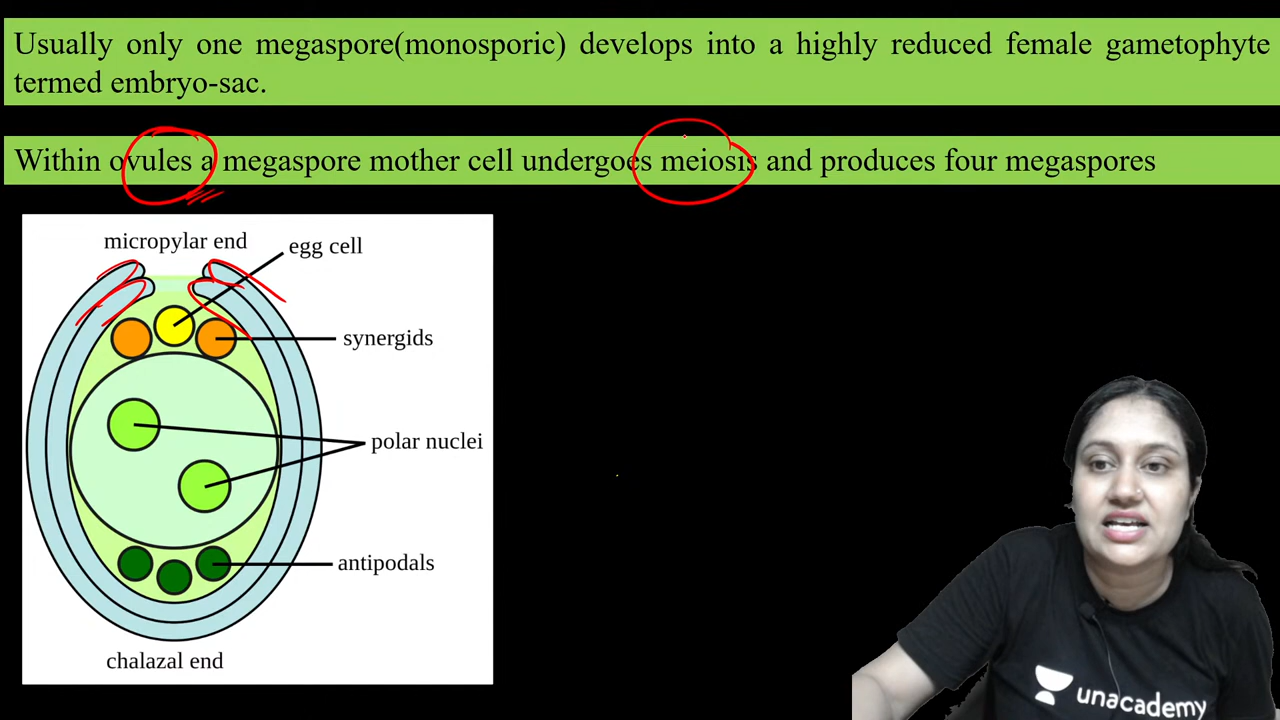 Usually only one megaspore(monosporic) develops into a highly reduced female gametophyte
termed embryo-sac.
Within ovules a megaspore mother cell undergoes meiosis and produces four megaspores
micropylar end
egg cell
synergids
polar nuclei
antipodals
chalazal end
unacademy